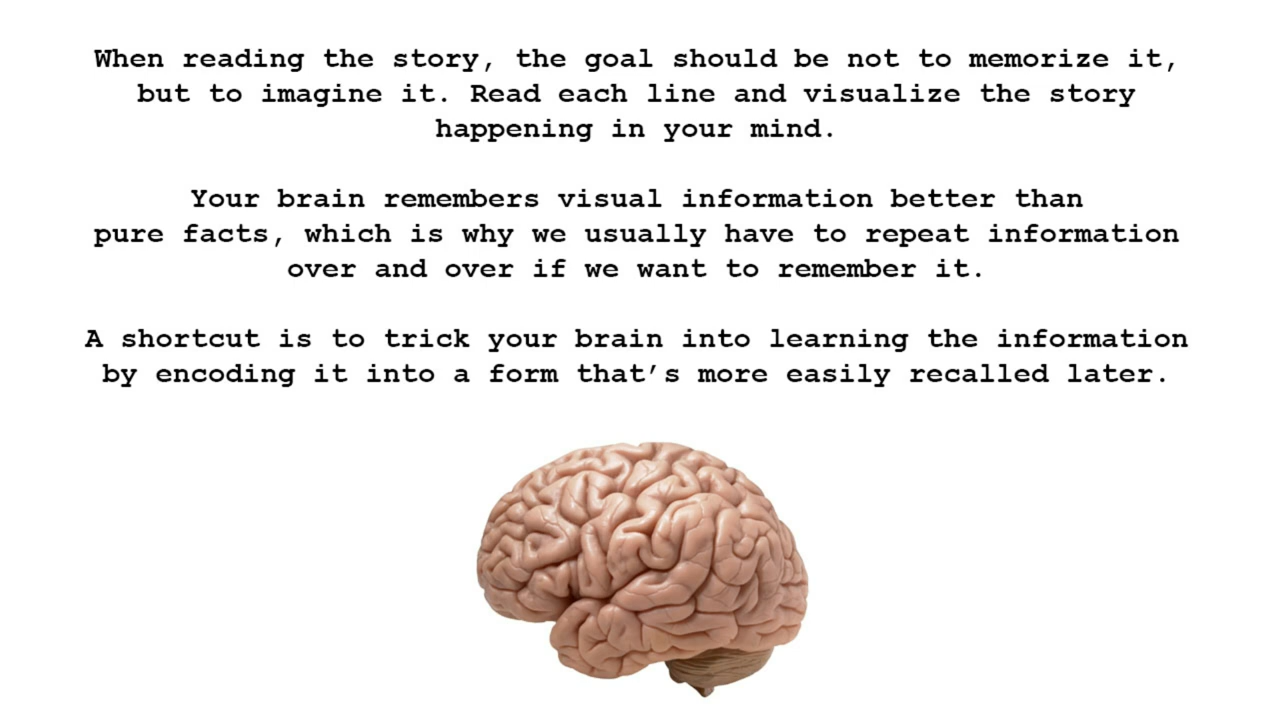 When reading the story, the goal should be not to memorize it,
but to imagine it. Read each line and visualize the story
happening in your mind.
Your brain remembers visual information better than
pure facts, which is why we usually have to repeat information
over and over if we want to remember it.
A shortcut is to trick your brain into learning the information
by encoding it into a form that’s more easily recalled later.